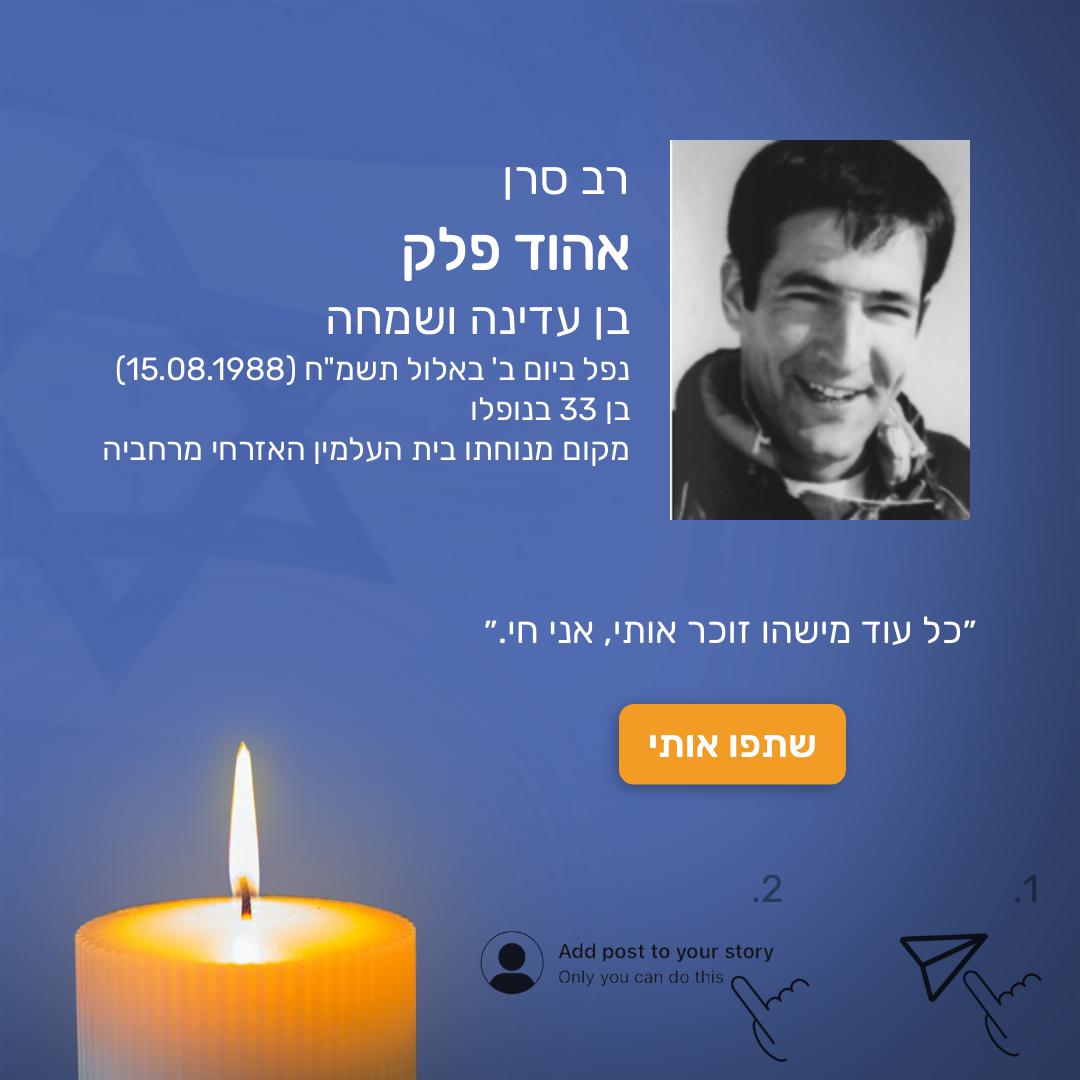 רב סרן
אהוד פלק
בן עדינה ושמחה
נפל ביום ב' באלול תשמ"ח (15.08.1988)
בן 33 בנופלו
מקום מנוחתו בית העלמין האזרחי מרחביה
״כל עוד מישהו זוכר אותי, אני חי.״
שתפו אותי
1.
2.
Add post to your story
Only you can do this